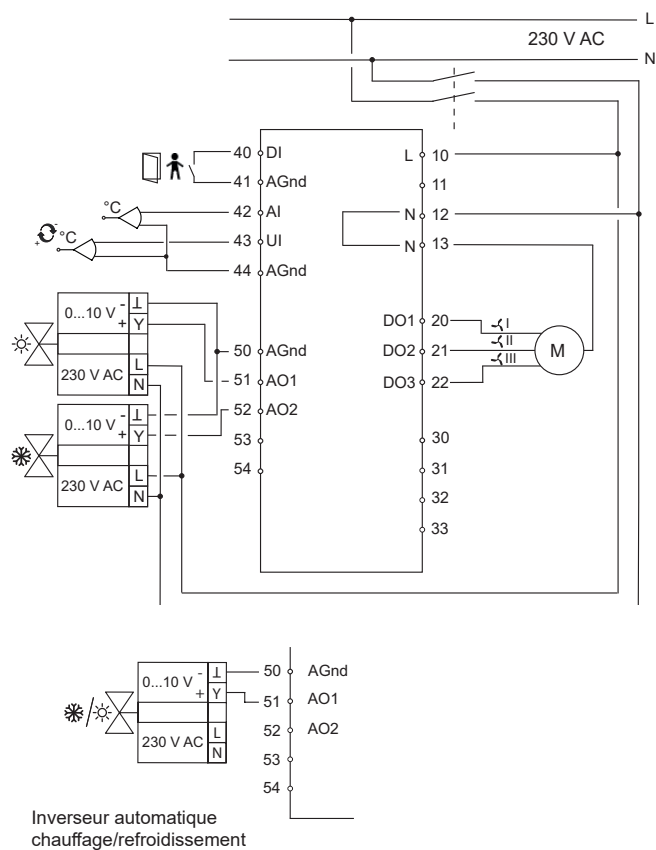 L
230 V AC
N
40 DI
L 10
41 AGnd
11
°C
42 AI
N 12
°C
43 UI
N 13
44 AGnd
0...10 V - ⊥
+ Y
DO1 20
I
50 AGnd
DO2 21
II
M
L
230 V AC
N
51 AO1
DO3 22
III
52 AO2
0...10 V - ⊥
+ Y
53
30
54
31
L
230 V AC
N
32
33
0...10 V - ⊥
+ Y
50 AGnd
51 AO1
L
230 V AC
N
52 AO2
53
54
Inverseur automatique
chauffage/refroidissement